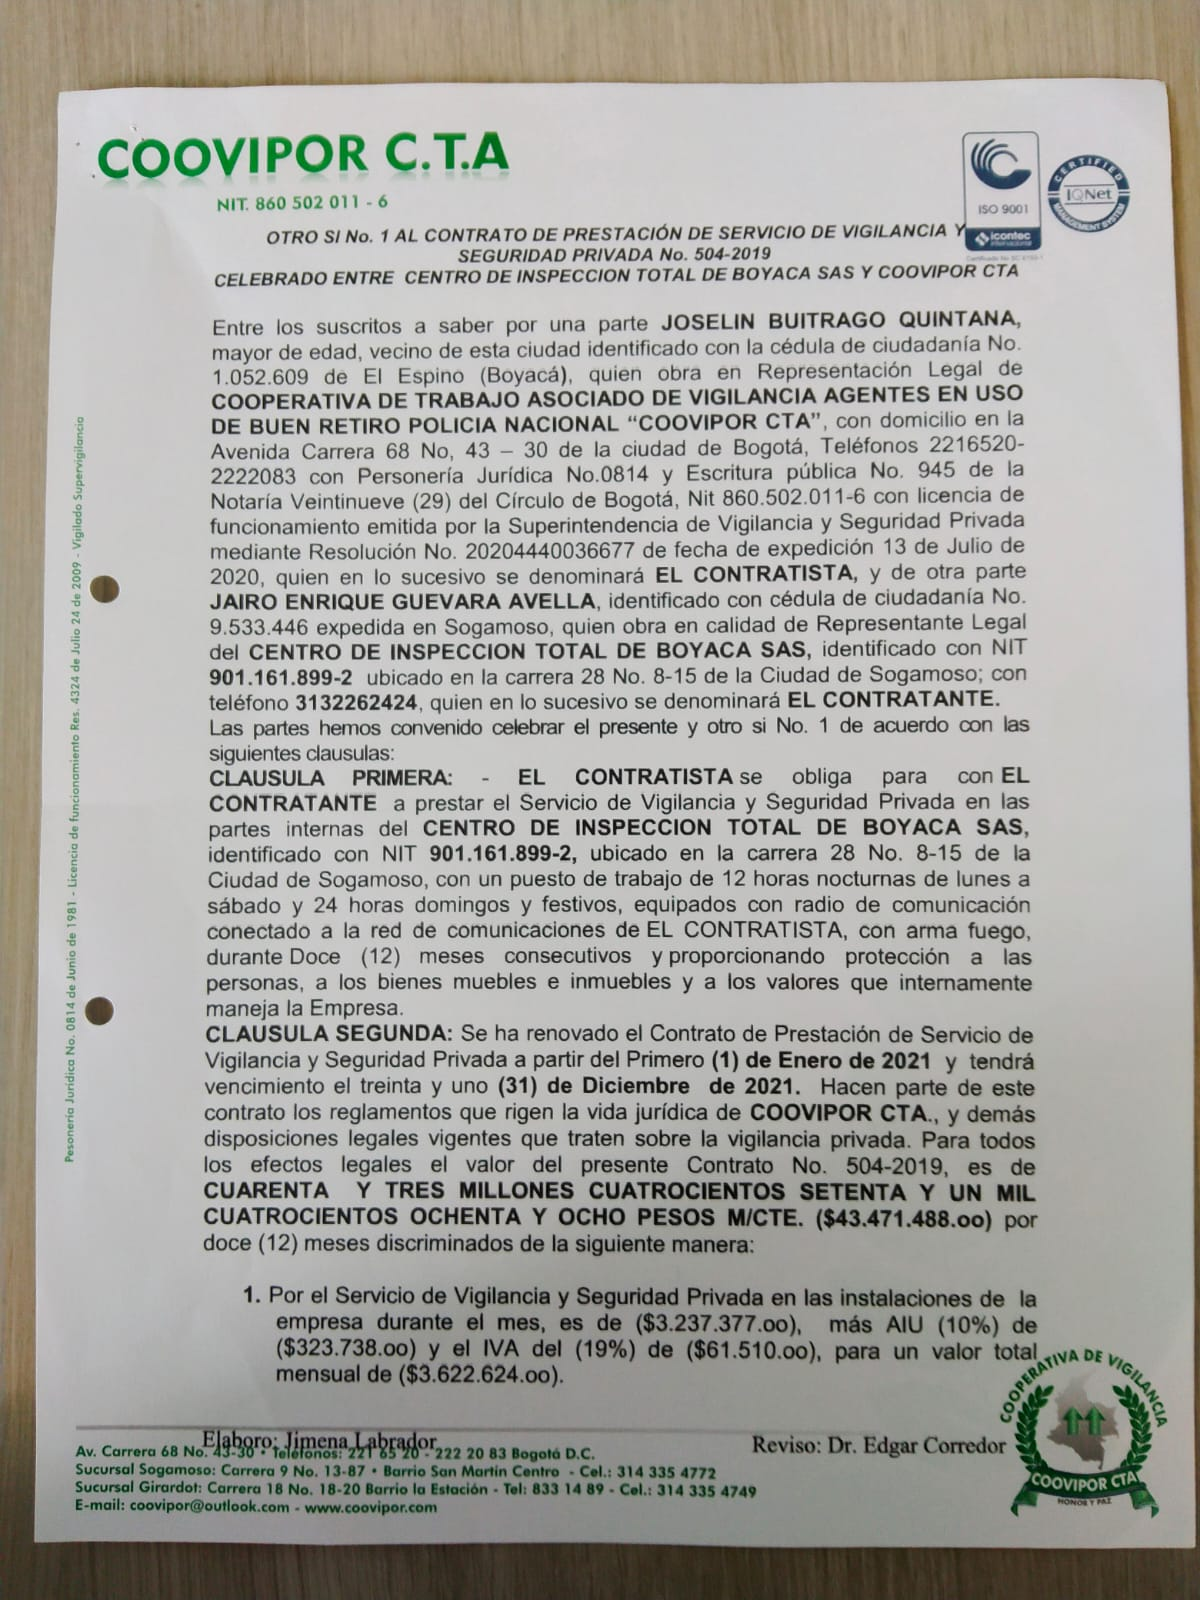 COOVIPOR C.T.A
NIT. 860 502 011 - 6
ISO 9001
icontec
internacional
CERTIFIED
IQNet
MANAGEMENT SYSTEM
OTRO SI No. 1 AL CONTRATO DE PRESTACIÓN DE SERVICIO DE VIGILANCIA Y
SEGURIDAD PRIVADA No. 504-2019
CELEBRADO ENTRE CENTRO DE INSPECCION TOTAL DE BOYACA SAS Y COOVIPOR CTA
Entre los suscritos a saber por una parte JOSELIN BUITRAGO QUINTANA,
mayor de edad, vecino de esta ciudad identificado con la cédula de ciudadanía No.
1.052.609 de El Espino (Boyacá), quien obra en Representación Legal de
COOPERATIVA DE TRABAJO ASOCIADO DE VIGILANCIA AGENTES EN USO
DE BUEN RETIRO POLICIA NACIONAL “COOVIPOR CTA”, con domicilio en la
Avenida Carrera 68 No, 43 – 30 de la ciudad de Bogotá, Teléfonos 2216520-
2222083 con Personería Jurídica No.0814 y Escritura pública No. 945 de la
Notaría Veintinueve (29) del Círculo de Bogotá, Nit 860.502.011-6 con licencia de
funcionamiento emitida por la Superintendencia de Vigilancia y Seguridad Privada
mediante Resolución No. 20204440036677 de fecha de expedición 13 de Julio de
2020, quien en lo sucesivo se denominará EL CONTRATISTA, y de otra parte
JAIRO ENRIQUE GUEVARA AVELLA, identificado con cédula de ciudadanía No.
9.533.446 expedida en Sogamoso, quien obra en calidad de Representante Legal
del CENTRO DE INSPECCION TOTAL DE BOYACA SAS, identificado con NIT
901.161.899-2 ubicado en la carrera 28 No. 8-15 de la Ciudad de Sogamoso; con
teléfono 3132262424, quien en lo sucesivo se denominará EL CONTRATANTE.
Las partes hemos convenido celebrar el presente y otro si No. 1 de acuerdo con las
siguientes clausulas:
CLAUSULA PRIMERA: - EL CONTRATISTA se obliga para con EL
CONTRATANTE a prestar el Servicio de Vigilancia y Seguridad Privada en las
partes internas del CENTRO DE INSPECCION TOTAL DE BOYACA SAS,
identificado con NIT 901.161.899-2, ubicado en la carrera 28 No. 8-15 de la
Ciudad de Sogamoso, con un puesto de trabajo de 12 horas nocturnas de lunes a
sábado y 24 horas domingos y festivos, equipados con radio de comunicación
conectado a la red de comunicaciones de EL CONTRATISTA, con arma fuego,
durante Doce (12) meses consecutivos y proporcionando protección a las
personas, a los bienes muebles e inmuebles y a los valores que internamente
maneja la Empresa.
CLAUSULA SEGUNDA: Se ha renovado el Contrato de Prestación de Servicio de
Vigilancia y Seguridad Privada a partir del Primero (1) de Enero de 2021 y tendrá
vencimiento el treinta y uno (31) de Diciembre de 2021. Hacen parte de este
contrato los reglamentos que rigen la vida jurídica de COOVIPOR CTA., y demás
disposiciones legales vigentes que traten sobre la vigilancia privada. Para todos
los efectos legales el valor del presente Contrato No. 504-2019, es de
CUARENTA Y TRES MILLONES CUATROCIENTOS SETENTA Y UN MIL
CUATROCIENTOS OCHENTA Y OCHO PESOS M/CTE. ($43.471.488.oo) por
doce (12) meses discriminados de la siguiente manera:
1. Por el Servicio de Vigilancia y Seguridad Privada en las instalaciones de la
empresa durante el mes, es de ($3.237.377.oo), más AIU (10%) de
($323.738.oo) y el IVA del (19%) de ($61.510.oo), para un valor total
mensual de ($3.622.624.oo).
Elaboro: Jimena Labrador
Reviso: Dr. Edgar Corredor
Av. Carrera 68 No. 43-30 • Teléfonos: 221 65 20 - 222 20 83 Bogotá D.C.
Sucursal Sogamoso: Carrera 9 No. 13-87 • Barrio San Martín Centro - Cel.: 314 335 4772
Sucursal Girardot: Carrera 18 No. 18-20 Barrio la Estación - Tel: 833 14 89 - Cel.: 314 335 4749
E-mail: coovipor@outlook.com - www.coovipor.com
COOPERATIVA DE VIGILANCIA
COOVIPOR CTA
HONOR Y PAZ
Pesonería Jurídica No. 0814 de Junio de 1981 - Licencia de funcionamiento Res. 4324 de Julio 24 de 2009 - Vigilado Supervigilancia